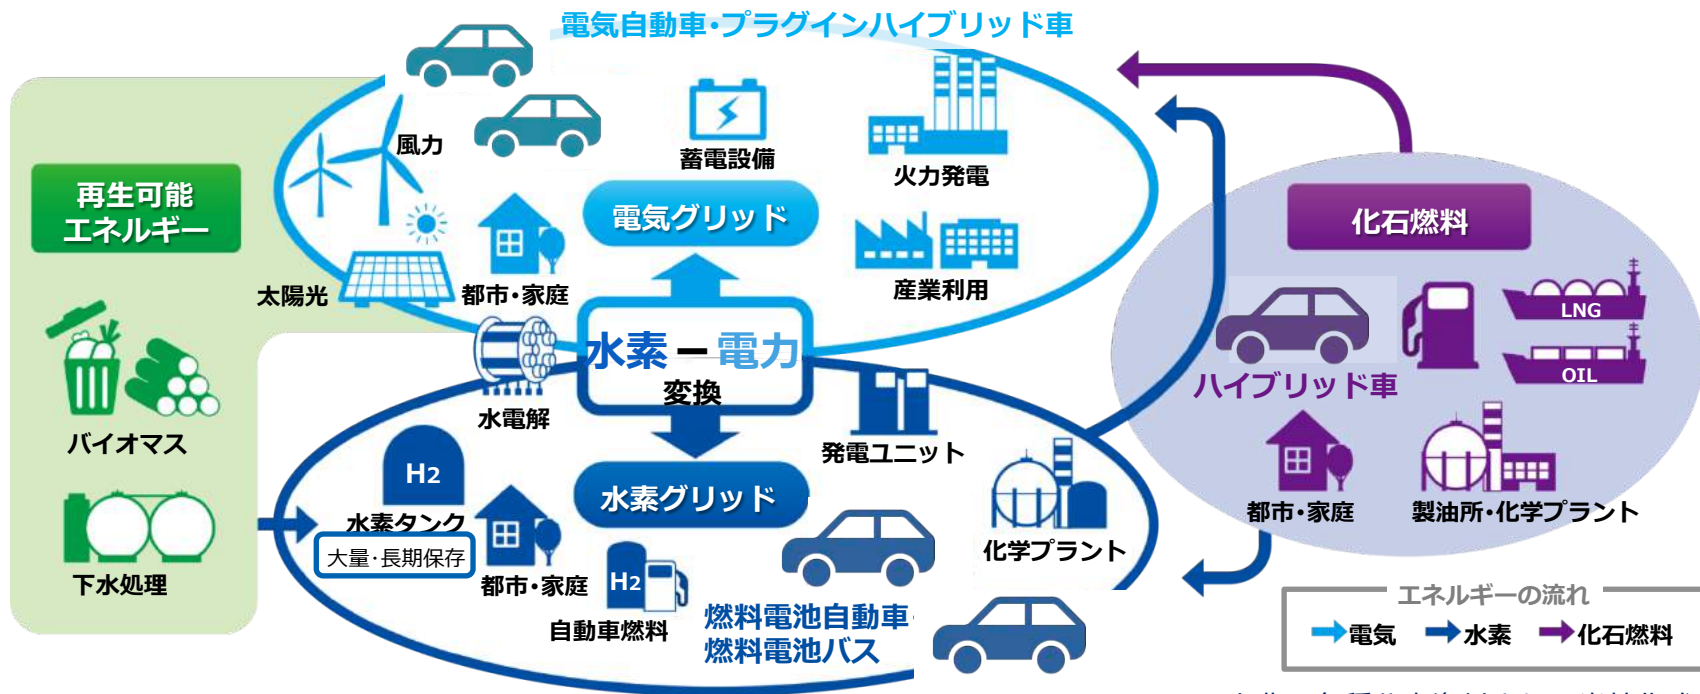 電気自動車・プラグインハイブリッド車
風力
蓄電設備
火力発電
再生可能
エネルギー
電気グリッド
化石燃料
太陽光
都市・家庭
産業利用
LNG
水素ー電力
変換
OIL
ハイブリッド車
水電解
バイオマス
発電ユニット
H2
水素グリッド
水素タンク
大量・長期保存
都市・家庭
製油所・化学プラント
化学プラント
下水処理
都市・家庭
H2
自動車燃料
燃料電池自動車・
燃料電池バス
エネルギーの流れ
電気 水素 化石燃料